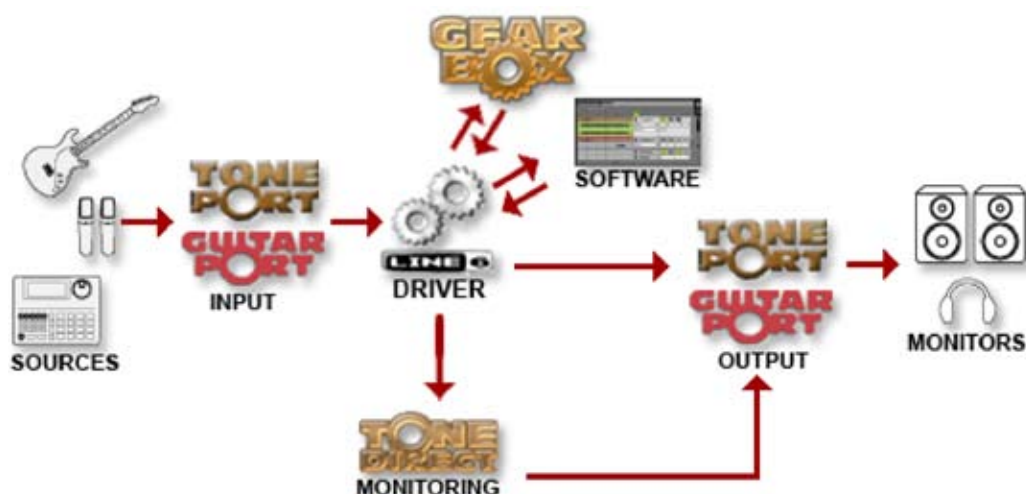 GEAR
BOX
SOFTWARE
TONE
PORT
GUITAR
PORT
INPUT
LINE 6
DRIVER
TONE
PORT
GUITAR
PORT
OUTPUT
SOURCES
MONITORS
TONE
DIRECT
MONITORING